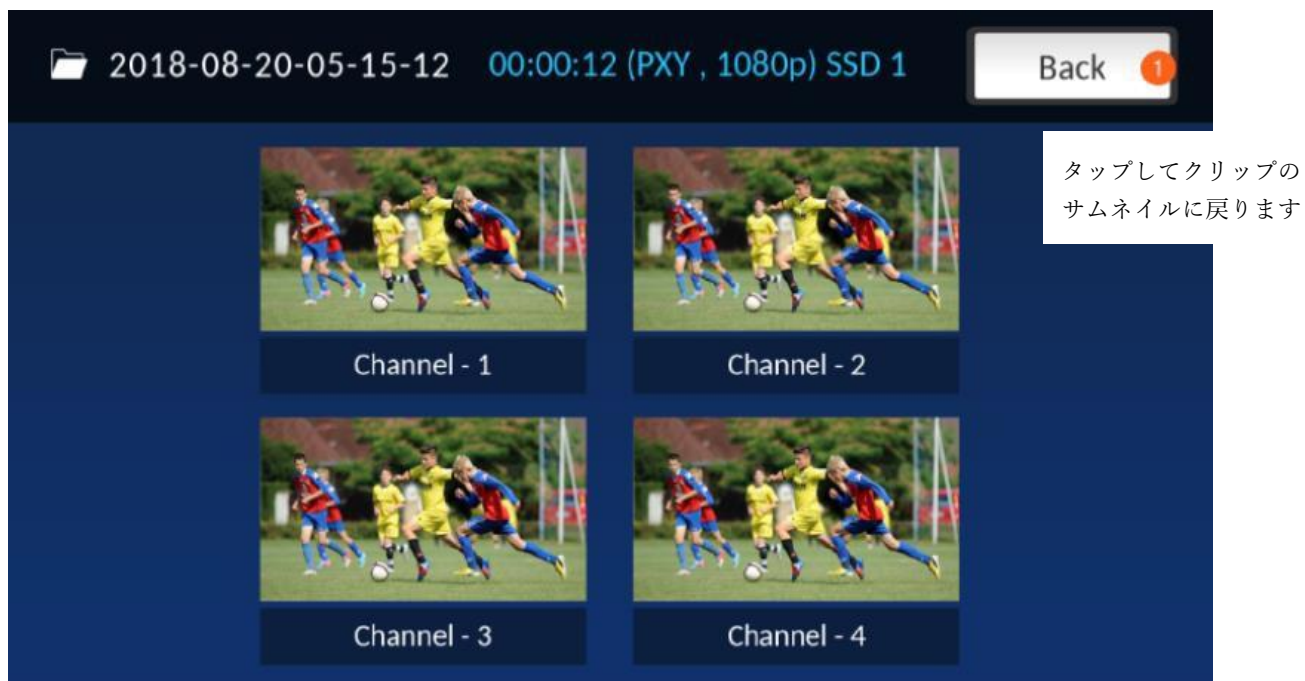 2018-08-20-05-15-12 00:00:12 (PXY , 1080p) SSD 1 Back 1
タップしてクリップの
サムネイルに戻ります
Channel - 1 Channel - 2
Channel - 3 Channel - 4